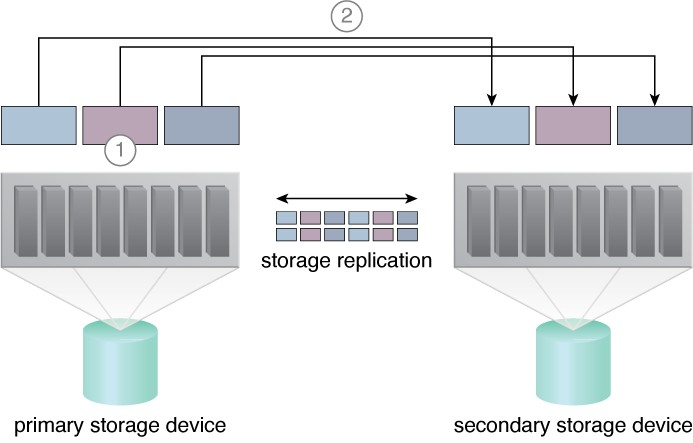 2
1
storage replication
primary storage device
secondary storage device